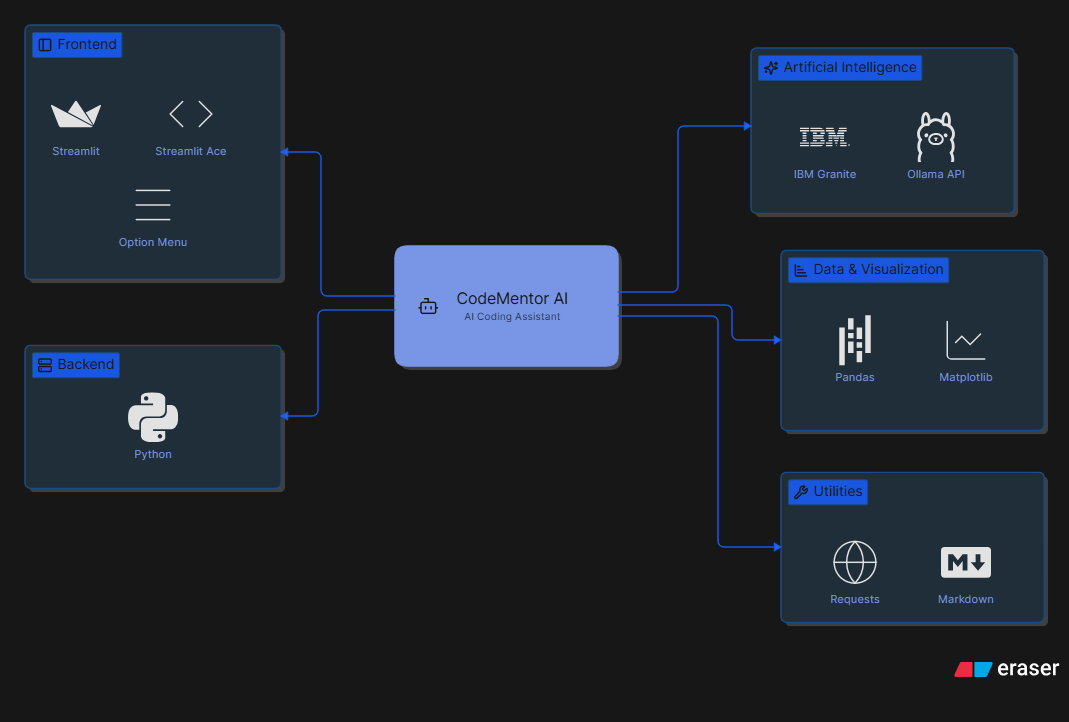 Frontend
Streamlit
Streamlit Ace
Option Menu
Backend
Python
CodeMentor AI
AI Coding Assistant
Artificial Intelligence
IBM
IBM Granite
Ollama API
Data & Visualization
Pandas
Matplotlib
Utilities
M
Requests
Markdown
eraser